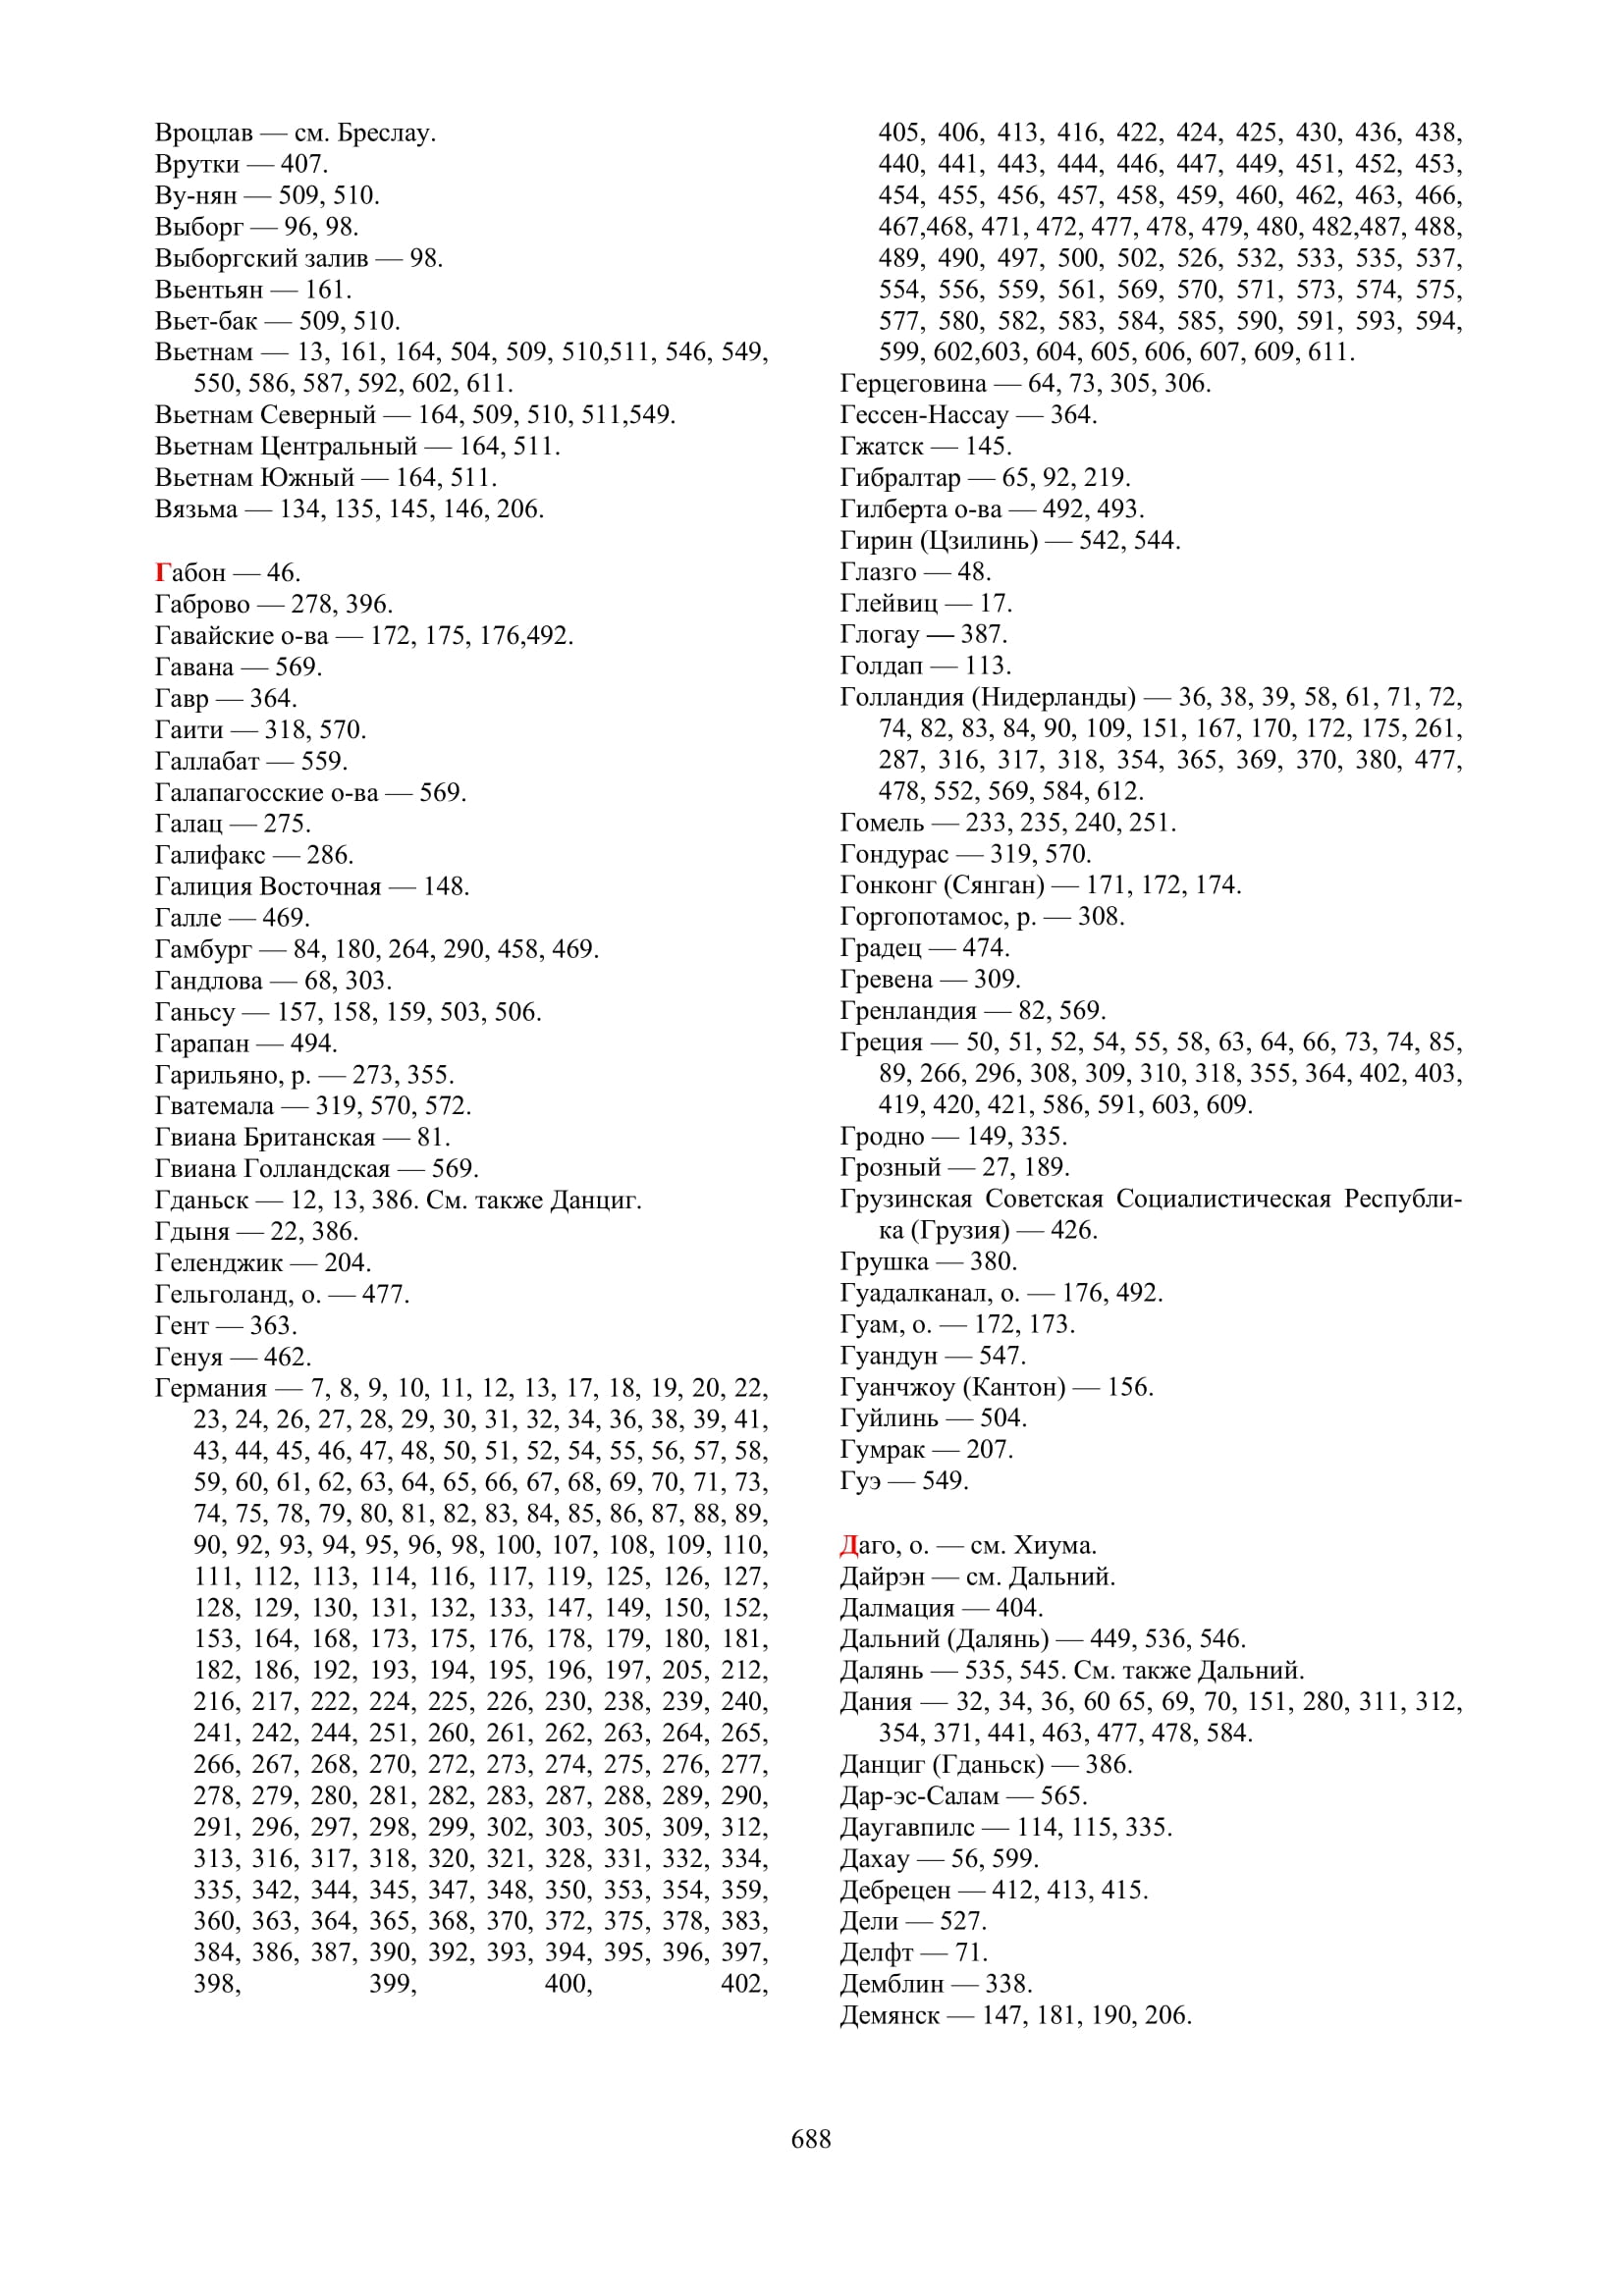 Вроцлав — см. Бреслау.
Врутки — 407.
Ву-нян — 509, 510.
Выборг — 96, 98.
Выборгский залив — 98.
Вьентьян — 161.
Вьет-бак — 509, 510.
Вьетнам — 13, 161, 164, 504, 509, 510,511, 546, 549,
550, 586, 587, 592, 602, 611.
Вьетнам Северный — 164, 509, 510, 511,549.
Вьетнам Центральный — 164, 511.
Вьетнам Южный — 164, 511.
Вязьма — 134, 135, 145, 146, 206.
Габон — 46.
Габрово — 278, 396.
Гавайские о-ва — 172, 175, 176,492.
Гавана — 569.
Гавр — 364.
Гаити — 318, 570.
Галлабат — 559.
Галапагосские о-ва — 569.
Галац — 275.
Галифакс — 286.
Галиция Восточная — 148.
Галле — 469.
Гамбург — 84, 180, 264, 290, 458, 469.
Гандлова — 68, 303.
Ганьсу — 157, 158, 159, 503, 506.
Гарапан — 494.
Гарильяно, р. — 273, 355.
Гватемала — 319, 570, 572.
Гвиана Британская — 81.
Гвиана Голландская — 569.
Гданьск — 12, 13, 386. См. также Данциг.
Гдыня — 22, 386.
Геленджик — 204.
Гельголанд, о. — 477.
Гент — 363.
Генуя — 462.
Германия — 7, 8, 9, 10, 11, 12, 13, 17, 18, 19, 20, 22,
23, 24, 26, 27, 28, 29, 30, 31, 32, 34, 36, 38, 39, 41,
43, 44, 45, 46, 47, 48, 50, 51, 52, 54, 55, 56, 57, 58,
59, 60, 61, 62, 63, 64, 65, 66, 67, 68, 69, 70, 71, 73,
74, 75, 78, 79, 80, 81, 82, 83, 84, 85, 86, 87, 88, 89,
90, 92, 93, 94, 95, 96, 98, 100, 107, 108, 109, 110,
111, 112, 113, 114, 116, 117, 119, 125, 126, 127,
128, 129, 130, 131, 132, 133, 147, 149, 150, 152,
153, 164, 168, 173, 175, 176, 178, 179, 180, 181,
182, 186, 192, 193, 194, 195, 196, 197, 205, 212,
216, 217, 222, 224, 225, 226, 230, 238, 239, 240,
241, 242, 244, 251, 260, 261, 262, 263, 264, 265,
266, 267, 268, 270, 272, 273, 274, 275, 276, 277,
278, 279, 280, 281, 282, 283, 287, 288, 289, 290,
291, 296, 297, 298, 299, 302, 303, 305, 309, 312,
313, 316, 317, 318, 320, 321, 328, 331, 332, 334,
335, 342, 344, 345, 347, 348, 350, 353, 354, 359,
360, 363, 364, 365, 368, 370, 372, 375, 378, 383,
384, 386, 387, 390, 392, 393, 394, 395, 396, 397,
398, 399, 400, 402,
405, 406, 413, 416, 422, 424, 425, 430, 436, 438,
440, 441, 443, 444, 446, 447, 449, 451, 452, 453,
454, 455, 456, 457, 458, 459, 460, 462, 463, 466,
467,468, 471, 472, 477, 478, 479, 480, 482,487, 488,
489, 490, 497, 500, 502, 526, 532, 533, 535, 537,
554, 556, 559, 561, 569, 570, 571, 573, 574, 575,
577, 580, 582, 583, 584, 585, 590, 591, 593, 594,
599, 602,603, 604, 605, 606, 607, 609, 611.
Герцеговина — 64, 73, 305, 306.
Гессен-Нассау — 364.
Гжатск — 145.
Гибралтар — 65, 92, 219.
Гилберта о-ва — 492, 493.
Гирин (Цзилинь) — 542, 544.
Глазго — 48.
Глейвиц — 17.
Глогау — 387.
Голдап — 113.
Голландия (Нидерланды) — 36, 38, 39, 58, 61, 71, 72,
74, 82, 83, 84, 90, 109, 151, 167, 170, 172, 175, 261,
287, 316, 317, 318, 354, 365, 369, 370, 380, 477,
478, 552, 569, 584, 612.
Гомель — 233, 235, 240, 251.
Гондурас — 319, 570.
Гонконг (Сянган) — 171, 172, 174.
Горгопотамос, р. — 308.
Градец — 474.
Гревена — 309.
Гренландия — 82, 569.
Греция — 50, 51, 52, 54, 55, 58, 63, 64, 66, 73, 74, 85,
89, 266, 296, 308, 309, 310, 318, 355, 364, 402, 403,
419, 420, 421, 586, 591, 603, 609.
Гродно — 149, 335.
Грозный — 27, 189.
Грузинская Советская Социалистическая Республи-
ка (Грузия) — 426.
Грушка — 380.
Гуадалканал, о. — 176, 492.
Гуам, о. — 172, 173.
Гуандун — 547.
Гуанчжоу (Кантон) — 156.
Гуйлинь — 504.
Гумрак — 207.
Гуэ — 549.
Даго, о. — см. Хиума.
Дайрэн — см. Дальний.
Далмация — 404.
Дальний (Далянь) — 449, 536, 546.
Далянь — 535, 545. См. также Дальний.
Дания — 32, 34, 36, 60 65, 69, 70, 151, 280, 311, 312,
354, 371, 441, 463, 477, 478, 584.
Данциг (Гданьск) — 386.
Дар-эс-Салам — 565.
Даугавпилс — 114, 115, 335.
Дахау — 56, 599.
Дебрецен — 412, 413, 415.
Дели — 527.
Делфт — 71.
Демблин — 338.
Демянск — 147, 181, 190, 206.
688